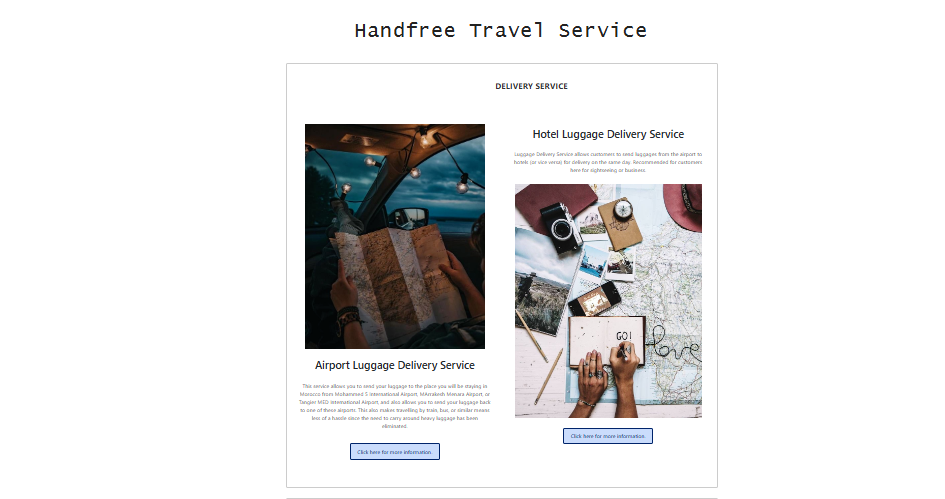 Handfree Travel Service
DELIVERY SERVICE
Airport Luggage Delivery Service
This service allows you to send your luggage to the place you will be staying in
Morocco from Mohammed 5 International Airport, MArrakesh Menara Airport, or
Tangier MED International Airport, and also allows you to send your luggage back
to one of these airports. This also makes travelling by train, bus, or similar means
less of a hassle since the need to carry around heavy luggage has been
eliminated.
Click here for more information.
Hotel Luggage Delivery Service
Luggage Delivery Service allows customers to send luggages from the airport to
hotels (or vice versa) for delivery on the same day. Recommended for customers
here for sightseeing or business.
GO!
love
Click here for more information.